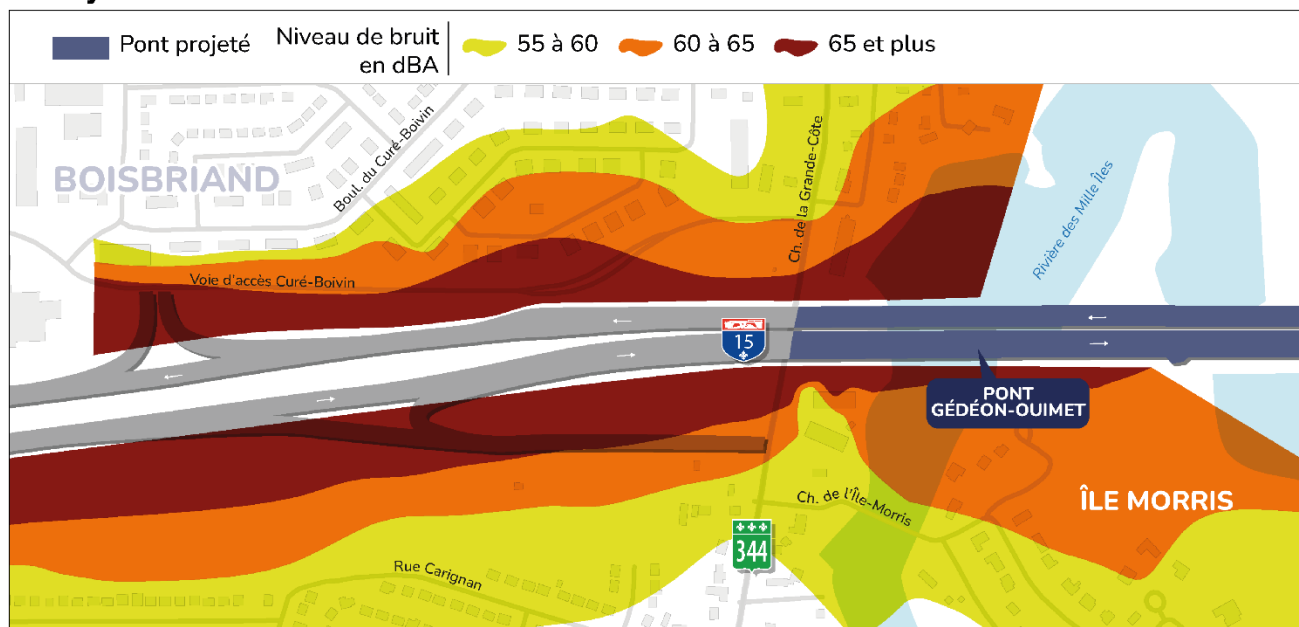 Pont projeté
Niveau de bruit
en dBA
55 à 60
60 à 65
65 et plus
BOISBRIAND
Boul. du Curé-Boivin
Ch. de la Grande-Côte
Rivière des Mille Îles
Voie d'accès Curé-Boivin
15
PONT
GÉDÉON-OUIMET
ÎLE MORRIS
Ch. de l'Île-Morris
344
Rue Carignan